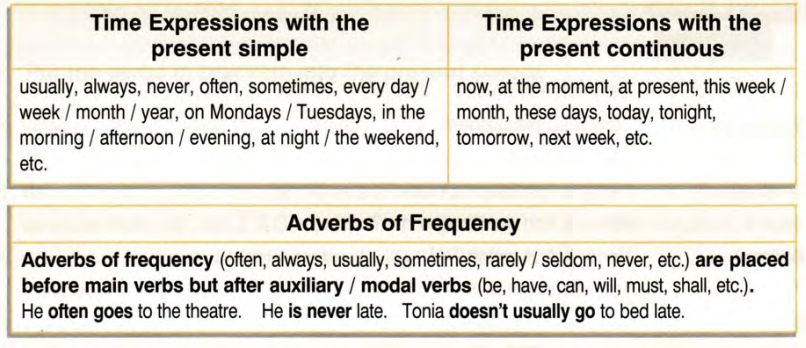 Time Expressions with the
present simple
usually, always, never, often, sometimes, every day /
week / month / year, on Mondays / Tuesdays, in the
morning / afternoon / evening, at night / the weekend,
etc.
Time Expressions with the
present continuous
now, at the moment, at present, this week /
month, these days, today, tonight,
tomorrow, next week, etc.
Adverbs of Frequency
Adverbs of frequency (often, always, usually, sometimes, rarely / seldom, never, etc.) are placed
before main verbs but after auxiliary / modal verbs (be, have, can, will, must, shall, etc.).
He often goes to the theatre. He is never late. Tonia doesn't usually go to bed late.